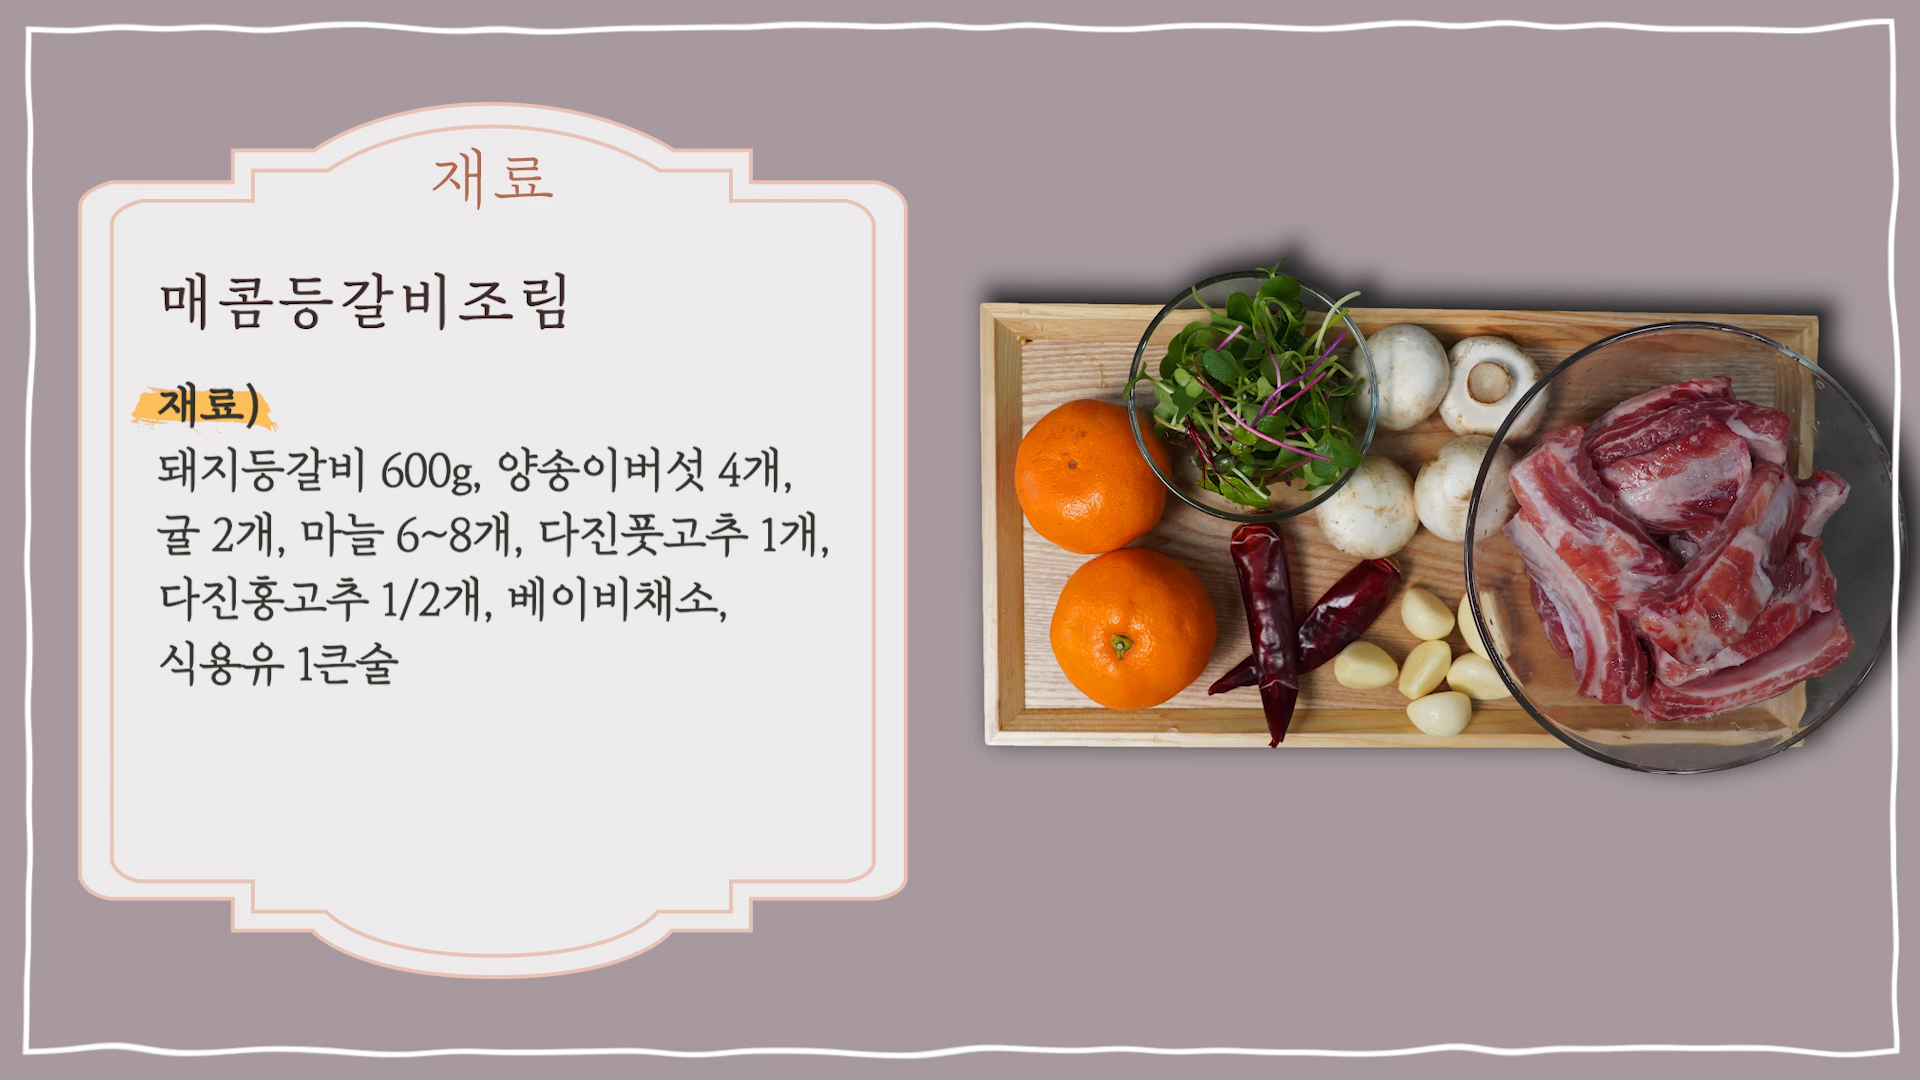 재료
매콤등갈비조림
재료)
돼지등갈비 600g, 양송이버섯 4개,
귤 2개, 마늘 6~8개, 다진풋고추 1개,
다진홍고추 1/2개, 베이비채소,
식용유 1큰술